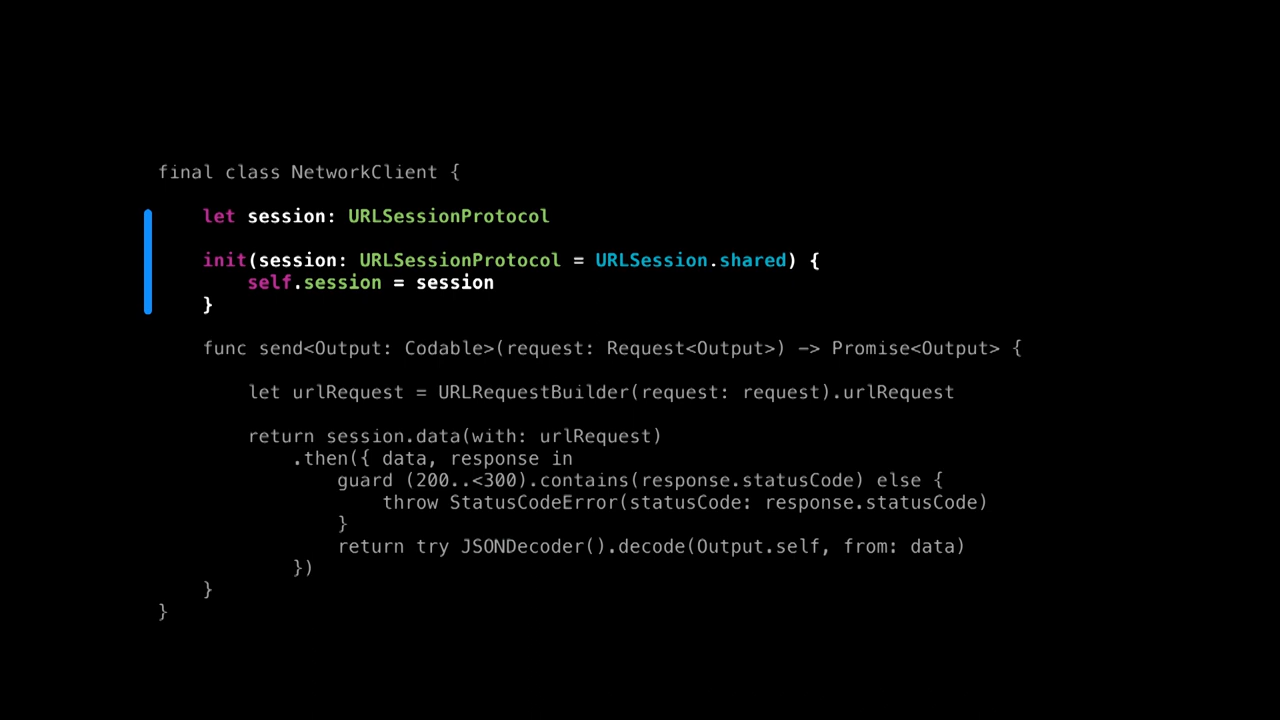 final class NetworkClient {
let session: URLSessionProtocol
init(session: URLSessionProtocol = URLSession.shared) {
self.session = session
}
func send<Output: Codable>(request: Request<Output>) -> Promise<Output> {
let urlRequest = URLRequestBuilder(request: request).urlRequest
return session.data(with: urlRequest)
.then({ data, response in
guard (200..<300).contains(response.statusCode) else {
throw StatusCodeError(statusCode: response.statusCode)
}
return try JSONDecoder().decode(Output.self, from: data)
})
}
}